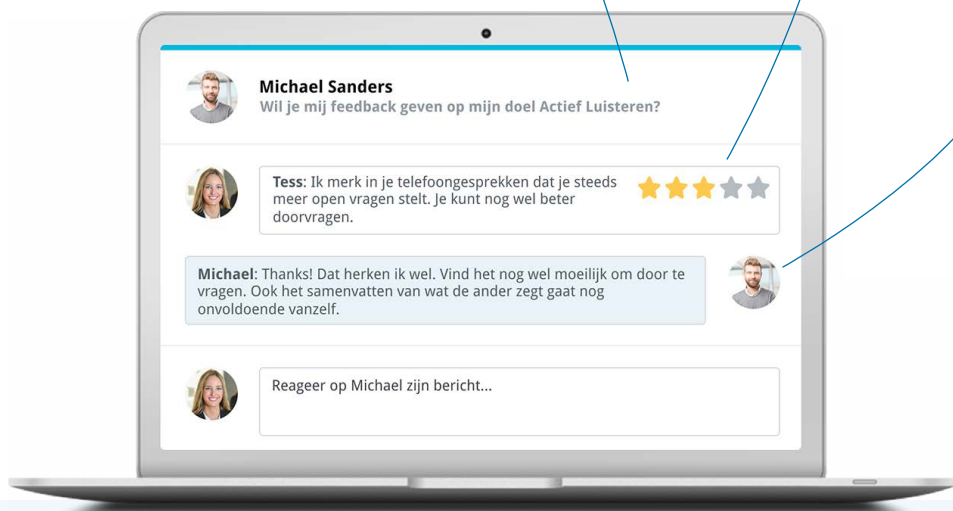 Michael Sanders
Wil je mij feedback geven op mijn doel Actief Luisteren?
Tess: Ik merk in je telefoongesprekken dat je steeds
meer open vragen stelt. Je kunt nog wel beter
doorvragen.
Michael: Thanks! Dat herken ik wel. Vind het nog wel moeilijk om door te
vragen. Ook het samenvatten van wat de ander zegt gaat nog
onvoldoende vanzelf.
Reageer op Michael zijn bericht...